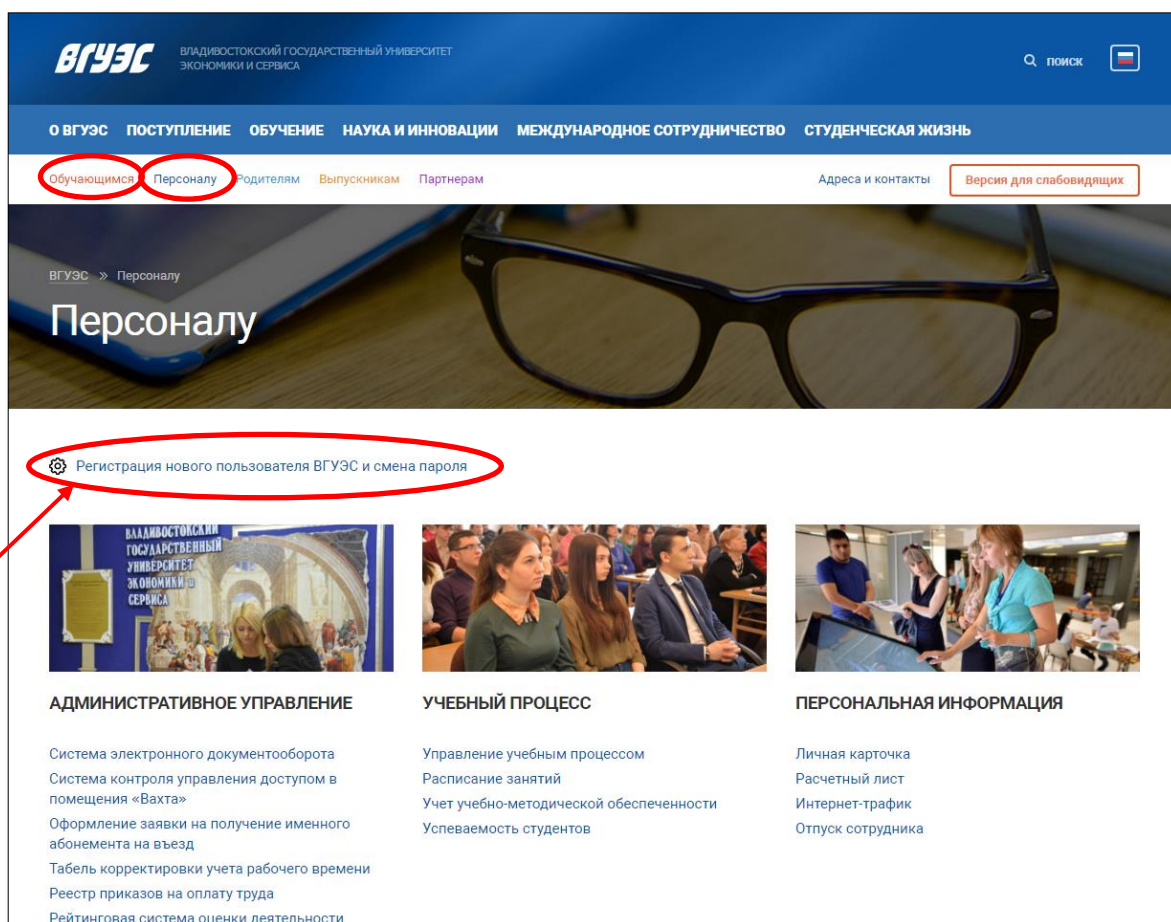 ВГУЭС
ВЛАДИВОСТОКСКИЙ ГОСУДАРСТВЕННЫЙ УНИВЕРСИТЕТ
ЭКОНОМИКИ И СЕРВИСА
поиск
О ВГУЭС ПОСТУПЛЕНИЕ ОБУЧЕНИЕ НАУКА И ИННОВАЦИИ МЕЖДУНАРОДНОЕ СОТРУДНИЧЕСТВО СТУДЕНЧЕСКАЯ ЖИЗНЬ
Обучающимся Персоналу Родителям Выпускникам Партнерам Адреса и контакты Версия для слабовидящих
ВГУЭС » Персоналу
Персоналу
Регистрация нового пользователя ВГУЭС и смена пароля
ВЛАДИВОСТОКСКИЙ
ГОСУДАРСТВЕННЫЙ
УНИВЕРСИТЕТ
ЭКОНОМИКИ и
СЕРВИСА
АДМИНИСТРАТИВНОЕ УПРАВЛЕНИЕ
Система электронного документооборота
Система контроля управления доступом в
помещения «Вахта»
Оформление заявки на получение именного
абонемента на въезд
Табель корректировки учета рабочего времени
Реестр приказов на оплату труда
Рейтинговая система оценки деятельности
УЧЕБНЫЙ ПРОЦЕСС
Управление учебным процессом
Расписание занятий
Учет учебно-методической обеспеченности
Успеваемость студентов
ПЕРСОНАЛЬНАЯ ИНФОРМАЦИЯ
Личная карточка
Расчетный лист
Интернет-трафик
Отпуск сотрудника